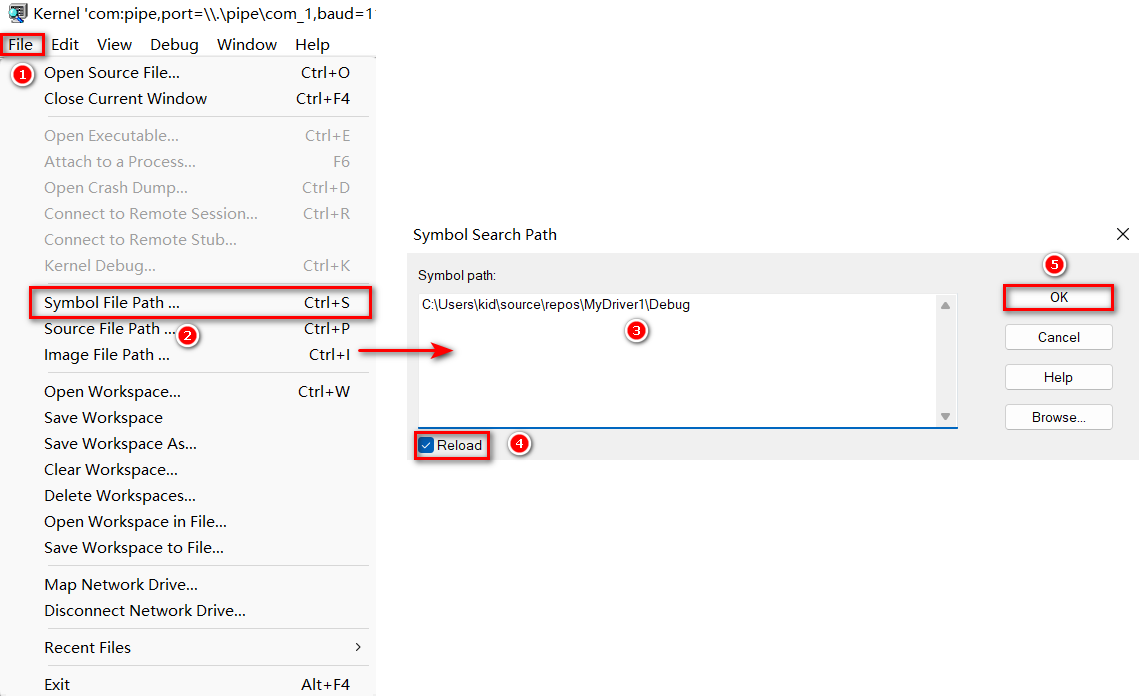 Kernel 'com:pipe,port=\\.\pipe\com_1,baud=1
File Edit View Debug Window Help
1
Open Source File... Ctrl+O
Close Current Window Ctrl+F4
Open Executable... Ctrl+E
Attach to a Process... F6
Open Crash Dump... Ctrl+D
Connect to Remote Session... Ctrl+R
Connect to Remote Stub...
Kernel Debug... Ctrl+K
Symbol File Path ... Ctrl+S
Source File Path ... Ctrl+P
2
Image File Path ... Ctrl+I
Open Workspace... Ctrl+W
Save Workspace
Save Workspace As...
Clear Workspace...
Delete Workspaces...
Open Workspace in File...
Save Workspace to File...
Map Network Drive...
Disconnect Network Drive...
Recent Files
Exit Alt+F4
Symbol Search Path
Symbol path:
C:\Users\kid\source\repos\MyDriver1\Debug
3
Reload
4
5
OK
Cancel
Help
Browse...